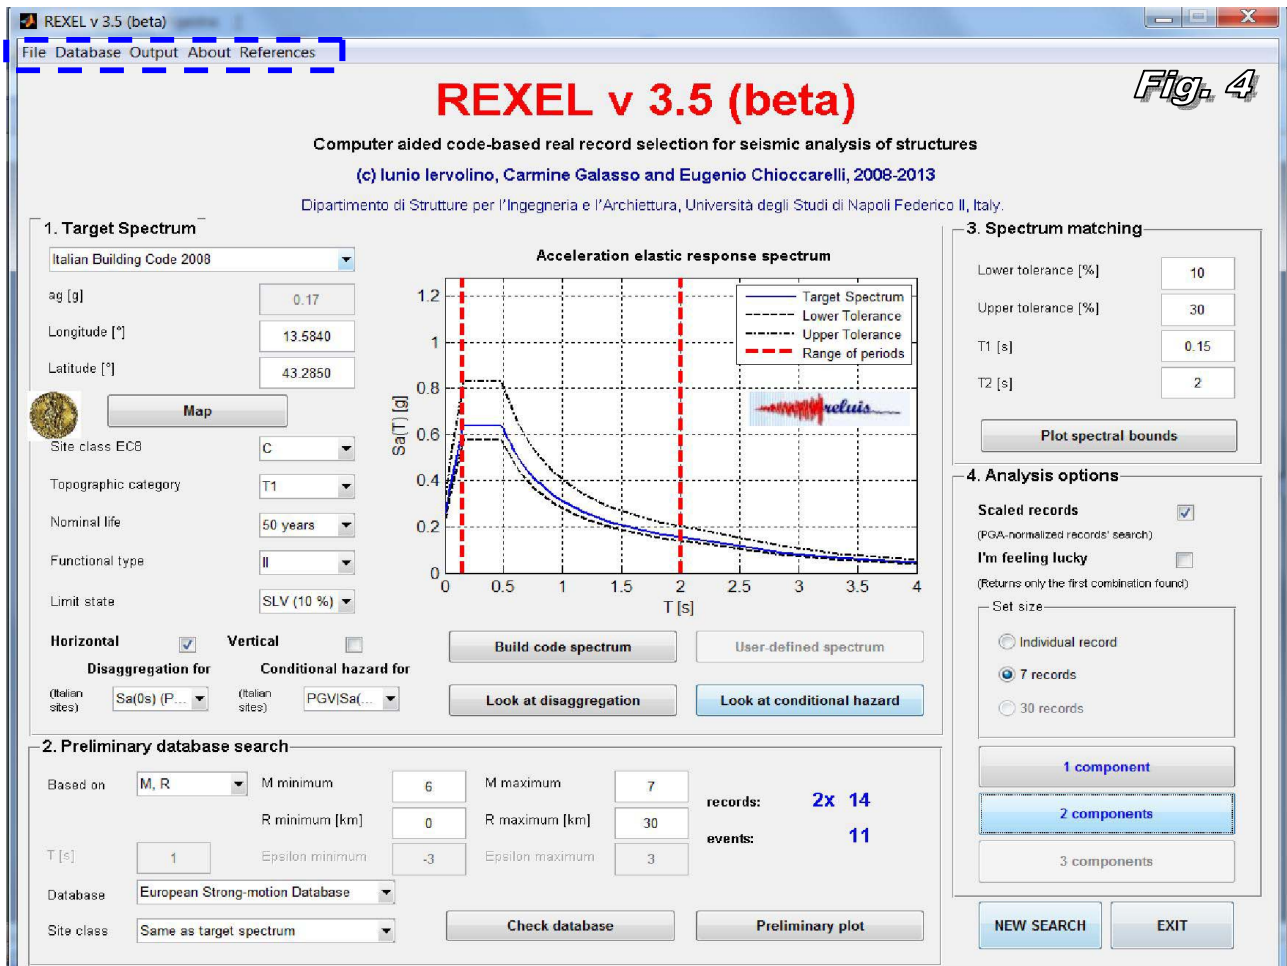 REXEL v 3.5 (beta)
File Database Output About References
Fig. 4
REXEL v 3.5 (beta)
Computer aided code-based real record selection for seismic analysis of structures
(c) Iunio Iervolino, Carmine Galasso and Eugenio Chioccarelli, 2008-2013
Dipartimento di Strutture per l'Ingegneria e l'Archiettura, Università degli Studi di Napoli Federico II, Italy.
1. Target Spectrum
Italian Building Code 2008
ag [g] 0.17
Longitude [°] 13.5840
Latitude [°] 43.2850
Map
Site class EC8 C
Topographic category T1
Nominal life 50 years
Functional type II
Limit state SLV (10 %)
Horizontal Vertical
Disaggregation for Conditional hazard for
(Italian sites) Sa(0s) (P... (Italian sites) PGV|Sa(...
Acceleration elastic response spectrum
Target Spectrum
Lower Tolerance
Upper Tolerance
Range of periods
reluis
Sa(T) [g]
1.2
1
0.8
0.6
0.4
0.2
0
0 0.5 1 1.5 2 2.5 3 3.5 4
T [s]
Build code spectrum User-defined spectrum
Look at disaggregation Look at conditional hazard
2. Preliminary database search
Based on M, R M minimum 6 M maximum 7
R minimum [km] 0 R maximum [km] 30
records: 2x 14
events: 11
T [s] 1 Epsilon minimum -3 Epsilon maximum 3
Database European Strong-motion Database
Site class Same as target spectrum
Check database Preliminary plot
3. Spectrum matching
Lower tolerance [%] 10
Upper tolerance [%] 30
T1 [s] 0.15
T2 [s] 2
Plot spectral bounds
4. Analysis options
Scaled records
(PGA-normalized records' search)
I'm feeling lucky
(Returns only the first combination found)
Set size
Individual record
7 records
30 records
1 component
2 components
3 components
NEW SEARCH EXIT